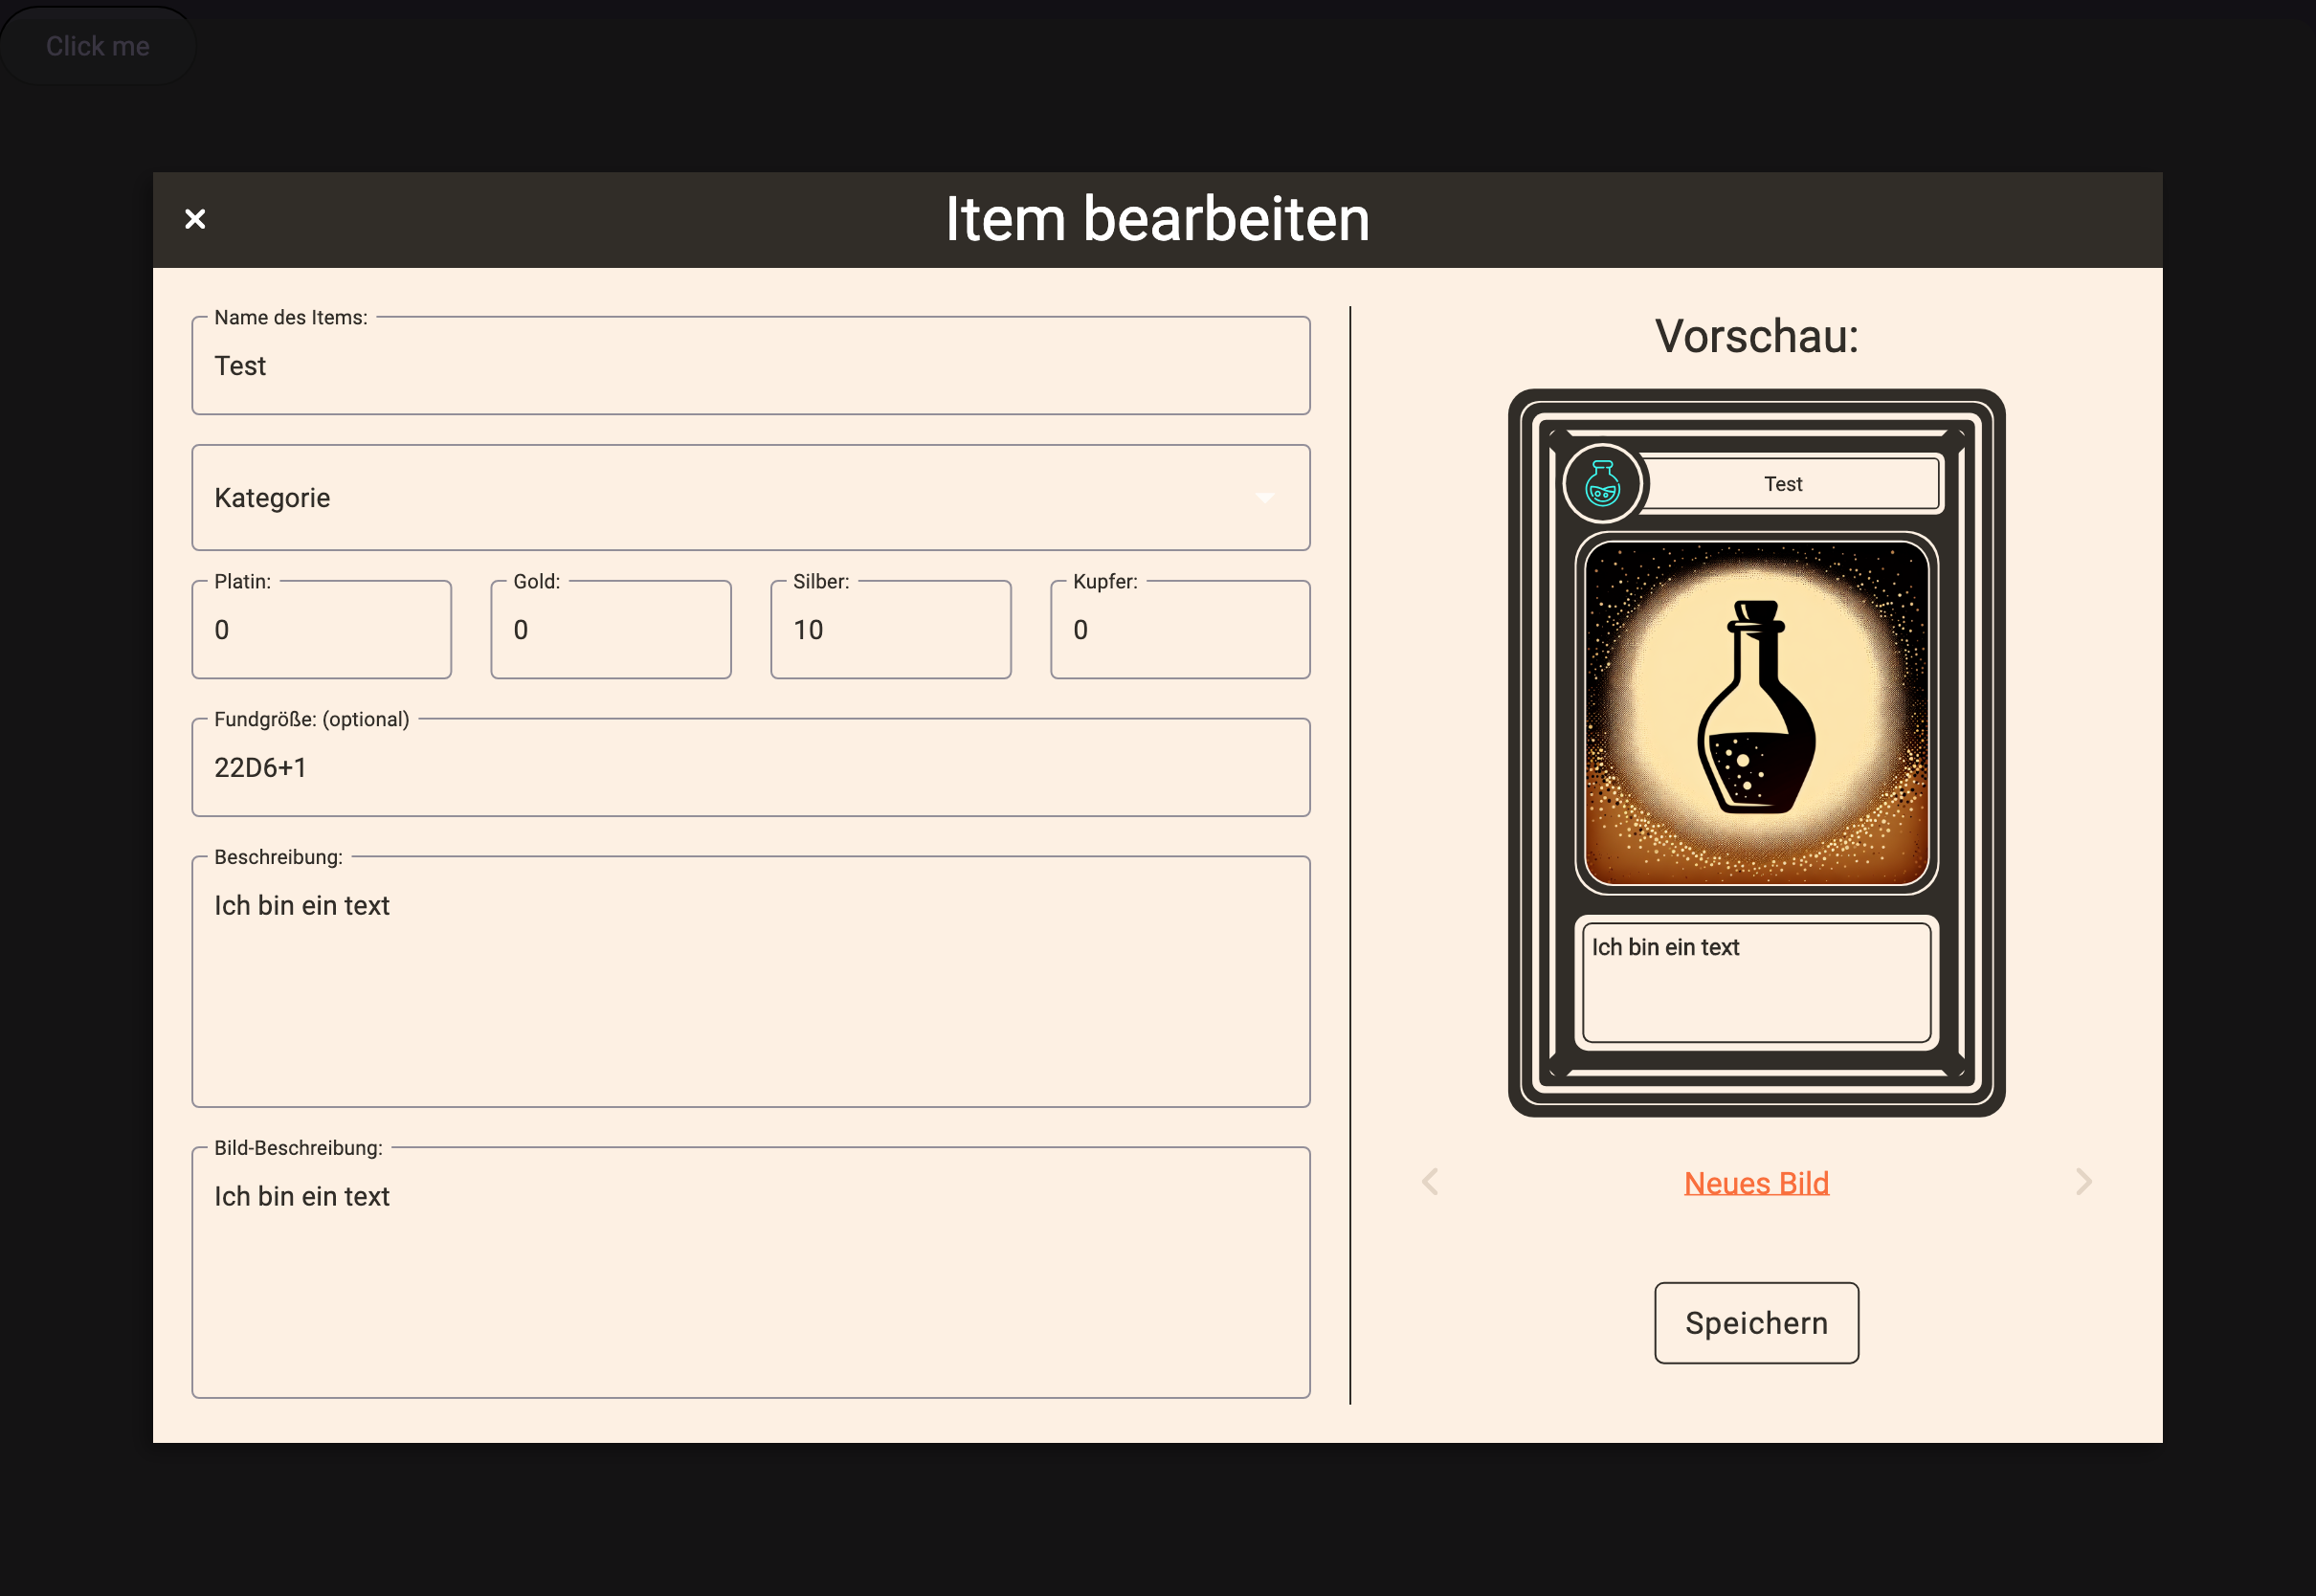 Click me
Item bearbeiten
Name des Items:
Test
Kategorie
Platin:
0
Gold:
0
Silber:
10
Kupfer:
0
Fundgröße: (optional)
22D6+1
Beschreibung:
Ich bin ein text
Bild-Beschreibung:
Ich bin ein text
Vorschau:
Test
Ich bin ein text
Neues Bild
Speichern